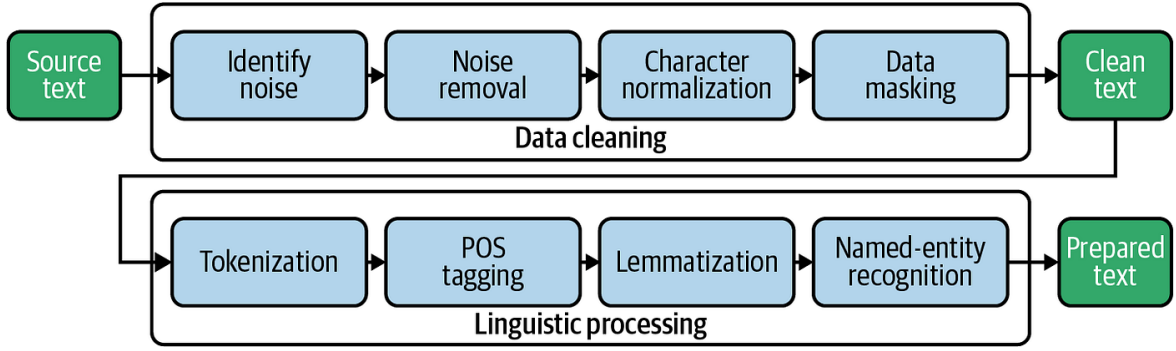 Source
text
Identify
noise
Noise
removal
Character
normalization
Data
masking
Clean
text
Data cleaning
Tokenization
POS
tagging
Lemmatization
Named-entity
recognition
Prepared
text
Linguistic processing